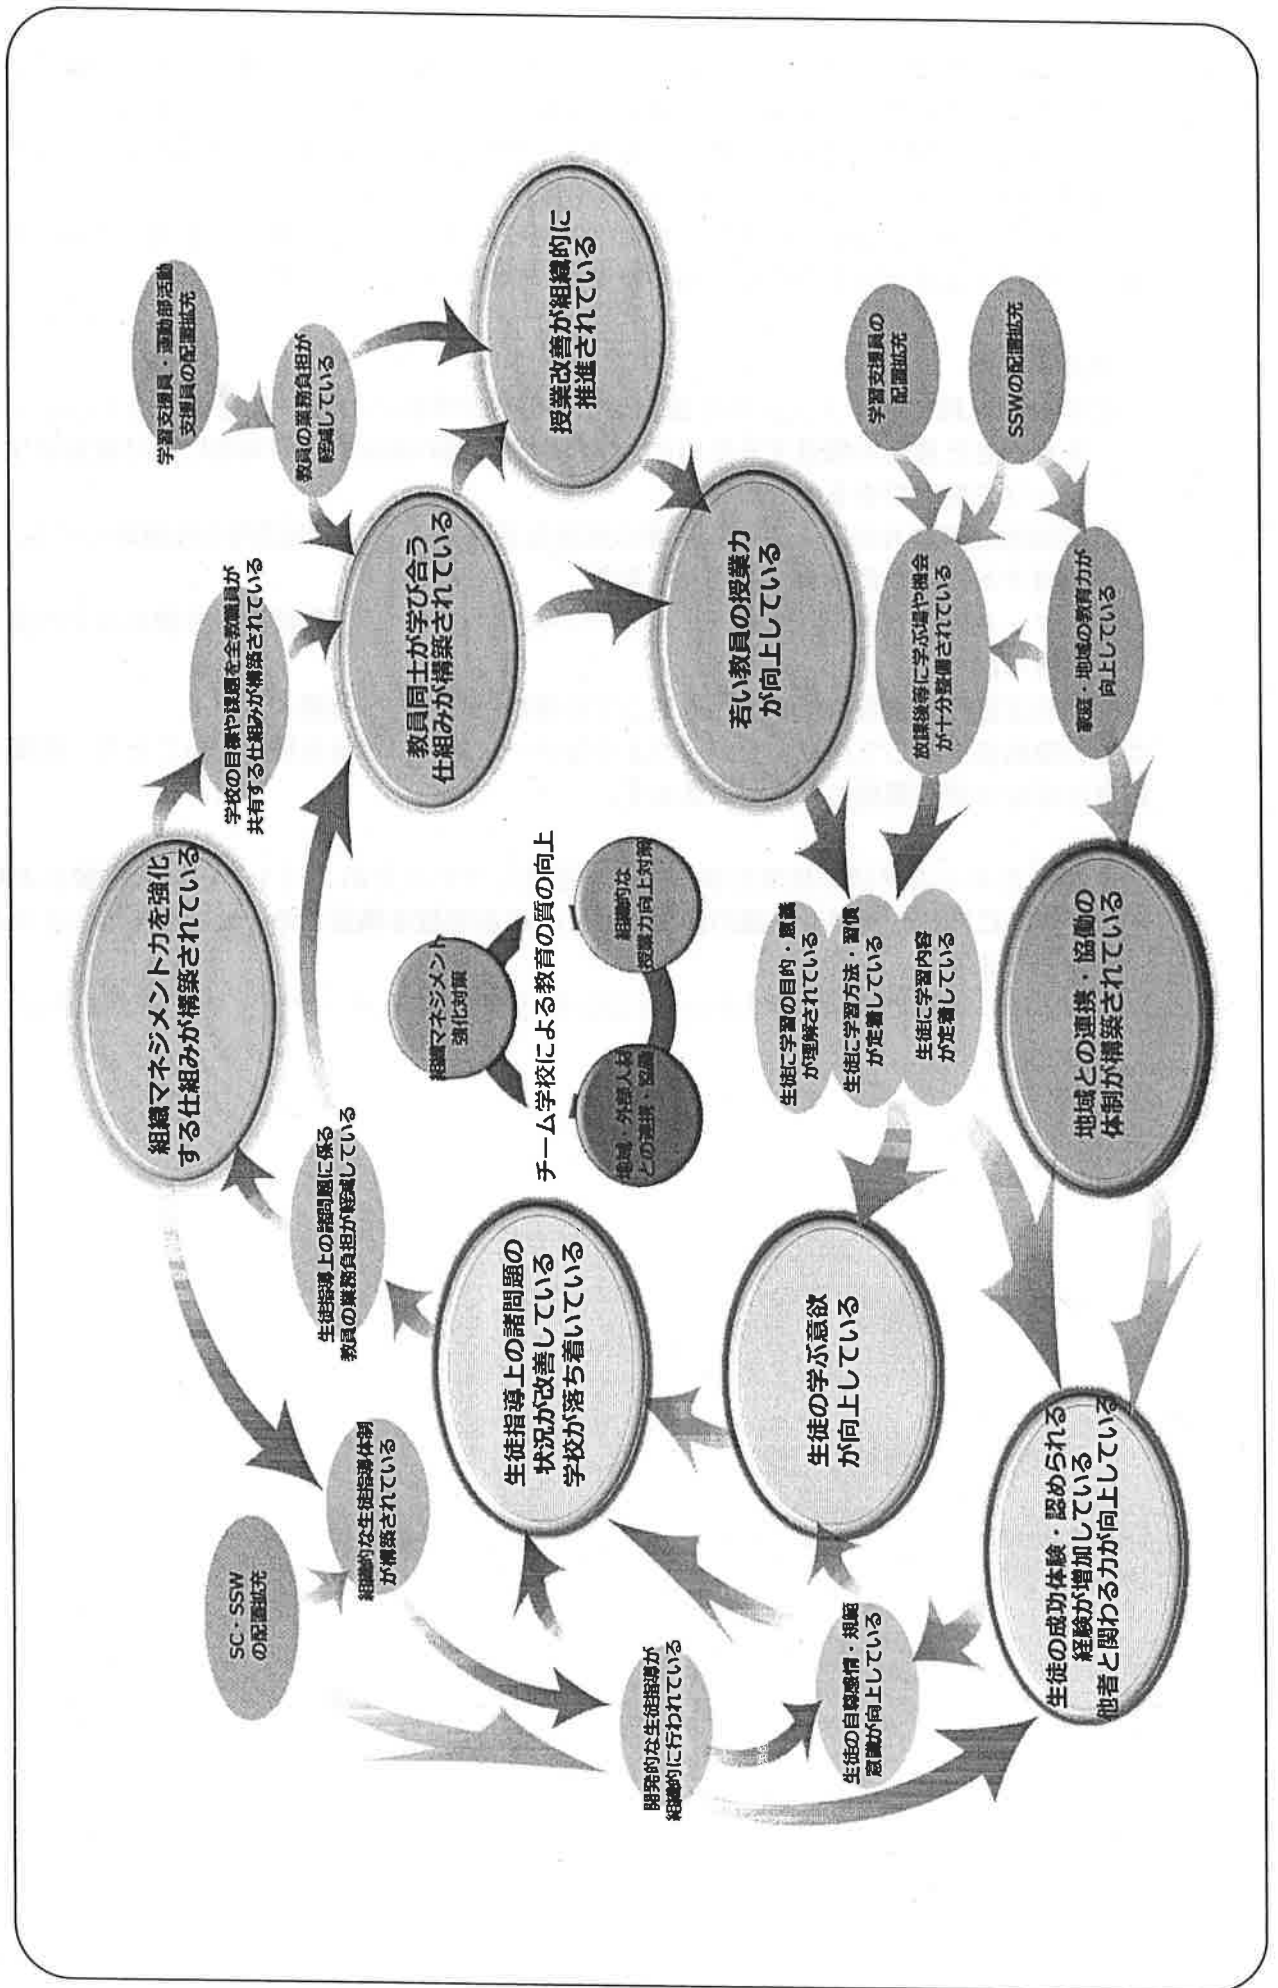 組織マネジメント力を強化
する仕組みが構築されている
学校の目標や課題を全教職員が
共有する仕組みが構築されている
学習支援員・運動部活動
支援員の配置拡充
教員の業務負担が
軽減している
教員同士が学び合う
仕組みが構築されている
授業改善が組織的に
推進されている
若い教員の授業力
が向上している
学習支援員の
配置拡充
SSWの配置拡充
放課後等に学ぶ場や機会
が十分整備されている
家庭・地域の教育力が
向上している
地域との連携・協働の
体制が構築されている
生徒に学習の目的・意識
が理解されている
生徒に学習方法・習慣
が定着している
生徒に学習内容
が定着している
組織マネジメント
強化対策
チーム学校による教育の質の向上
地域・外部人材
との連携・協働
組織的な
授業力向上対策
生徒指導上の諸問題に係る
教員の業務負担が軽減している
生徒指導上の諸問題の
状況が改善している
学校が落ち着いている
生徒の学ぶ意欲
が向上している
生徒の成功体験・認められる
経験が増加している
他者と関わる力が向上している
SC・SSW
の配置拡充
組織的な生徒指導体制
が構築されている
開発的な生徒指導が
組織的に行われている
生徒の自尊感情・規範
意識が向上している